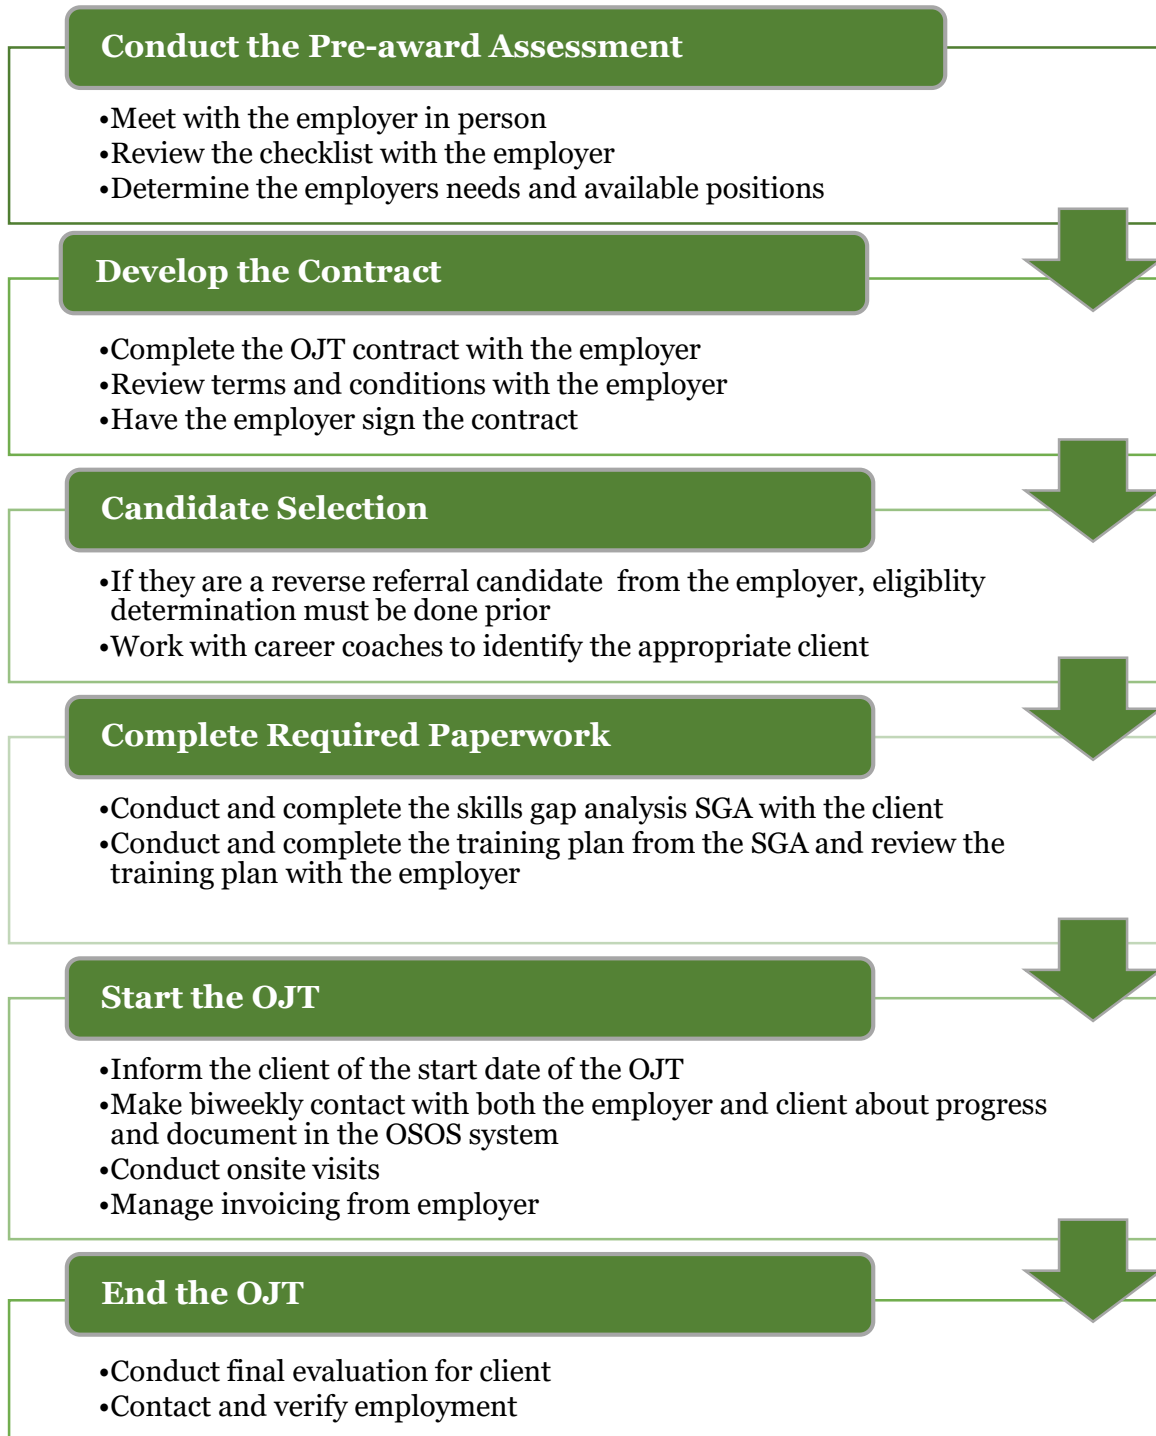 Conduct the Pre-award Assessment
•Meet with the employer in person
•Review the checklist with the employer
•Determine the employers needs and available positions
Develop the Contract
•Complete the OJT contract with the employer
•Review terms and conditions with the employer
•Have the employer sign the contract
Candidate Selection
•If they are a reverse referral candidate  from the employer, eligiblity
determination must be done prior
•Work with career coaches to identify the appropriate client
Complete Required Paperwork
•Conduct and complete the skills gap analysis SGA with the client
•Conduct and complete the training plan from the SGA and review the
training plan with the employer
Start the OJT
•Inform the client of the start date of the OJT
•Make biweekly contact with both the employer and client about progress
and document in the OSOS system
•Conduct onsite visits
•Manage invoicing from employer
End the OJT
•Conduct final evaluation for client
•Contact and verify employment